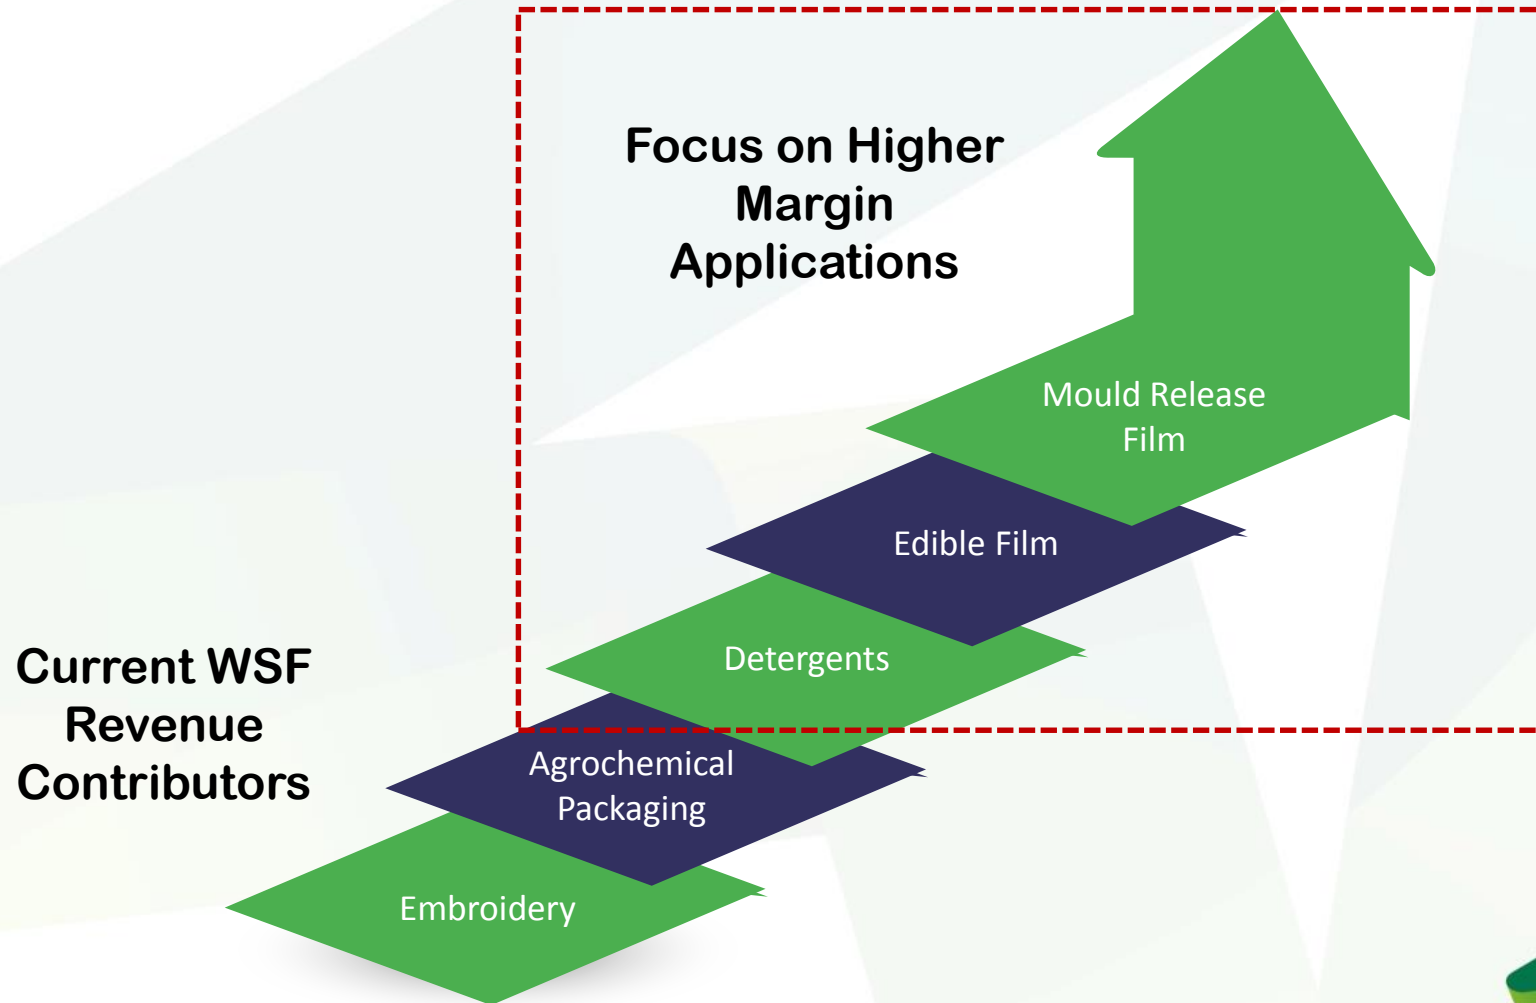 Focus on Higher
Margin
Applications
Mould Release
Film
Edible Film
Detergents
Current WSF
Revenue
Contributors
Agrochemical
Packaging
Embroidery